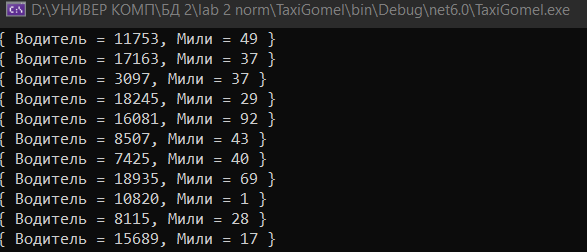 D:\УНИВЕР КОМП\БД 2\lab 2 norm\TaxiGomel\bin\Debug\net6.0\TaxiGomel.exe
{ Водитель = 11753, Мили = 49 }
{ Водитель = 17163, Мили = 37 }
{ Водитель = 3097, Мили = 37 }
{ Водитель = 18245, Мили = 29 }
{ Водитель = 16081, Мили = 92 }
{ Водитель = 8507, Мили = 43 }
{ Водитель = 7425, Мили = 40 }
{ Водитель = 18935, Мили = 69 }
{ Водитель = 10820, Мили = 1 }
{ Водитель = 8115, Мили = 28 }
{ Водитель = 15689, Мили = 17 }